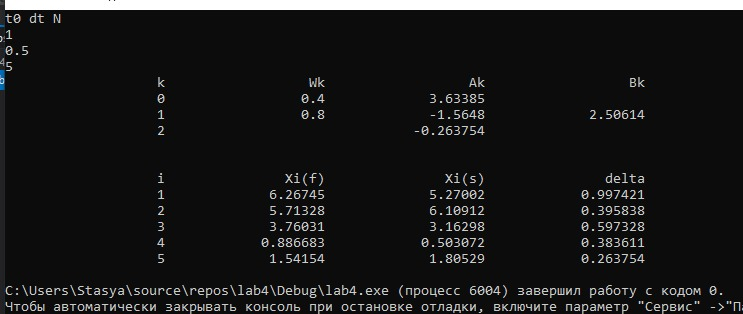 t0 dt N
1
0.5
5
k Wk Ak Bk
0 0.4 3.63385
1 0.8 -1.5648 2.50614
2 -0.263754
i Xi(f) Xi(s) delta
1 6.26745 5.27002 0.997421
2 5.71328 6.10912 0.395838
3 3.76031 3.16298 0.597328
4 0.886683 0.503072 0.383611
5 1.54154 1.80529 0.263754
C:\Users\Stasya\source\repos\lab4\Debug\lab4.exe (процесс 6004) завершил работу с кодом 0.
Чтобы автоматически закрывать консоль при остановке отладки, включите параметр "Сервис" ->"П